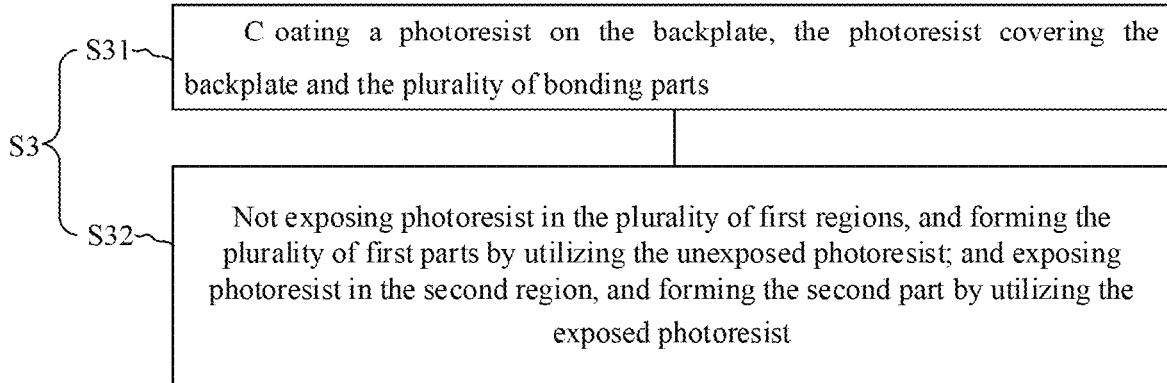 S31
C oating a photoresist on the backplate, the photoresist covering the
backplate and the plurality of bonding parts
S3
S32
Not exposing photoresist in the plurality of first regions, and forming the
plurality of first parts by utilizing the unexposed photoresist; and exposing
photoresist in the second region, and forming the second part by utilizing the
exposed photoresist